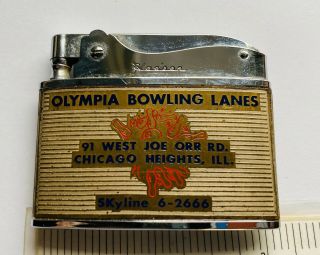 OLYMPIA BOWLING LANES
91 WEST JOE ORR RD.
CHICAGO HEIGHTS, ILL.
SKyline 6-2666